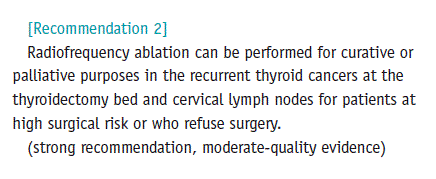 [Recommendation 2]
Radiofrequency ablation can be performed for curative or
palliative purposes in the recurrent thyroid cancers at the
thyroidectomy bed and cervical lymph nodes for patients at
high surgical risk or who refuse surgery.
(strong recommendation, moderate-quality evidence)